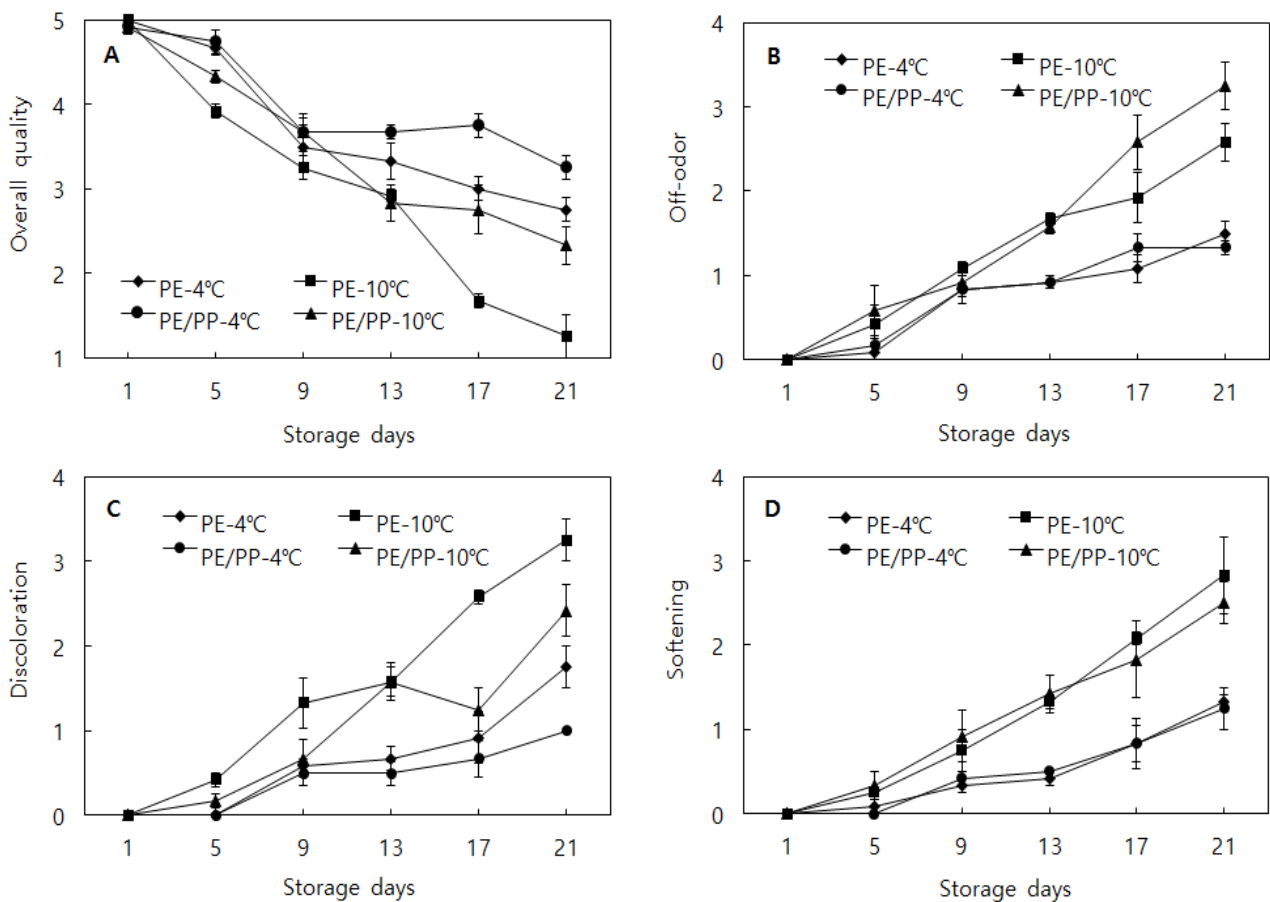 5
4
3
2
1
Overall quality
A
PE-4℃
PE-10℃
PE/PP-4℃
PE/PP-10℃
1 5 9 13 17 21
Storage days
4
3
2
1
0
Off-odor
B
PE-4℃
PE-10℃
PE/PP-4℃
PE/PP-10℃
1 5 9 13 17 21
Storage days
4
3
2
1
0
Discoloration
C
PE-4℃
PE-10℃
PE/PP-4℃
PE/PP-10℃
1 5 9 13 17 21
Storage days
4
3
2
1
0
Softening
D
PE-4℃
PE-10℃
PE/PP-4℃
PE/PP-10℃
1 5 9 13 17 21
Storage days